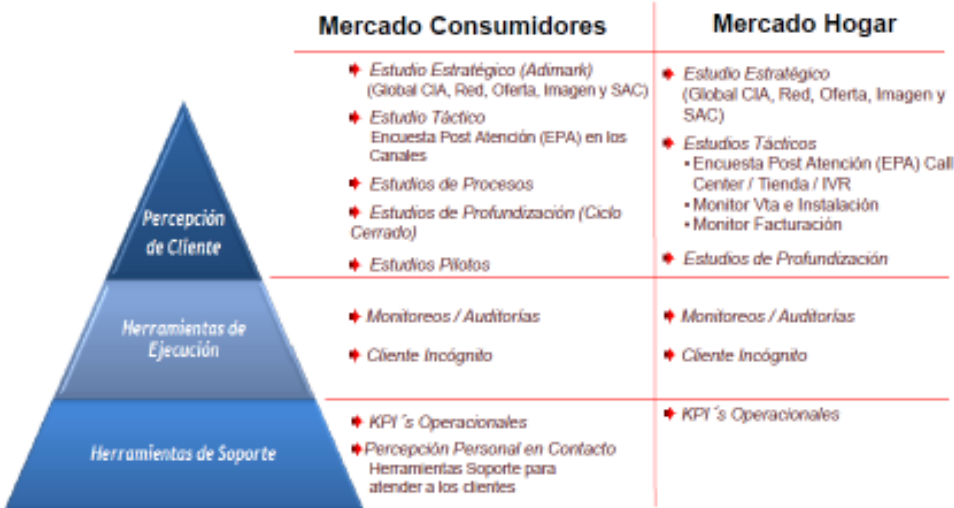 Mercado Consumidores
Mercado Hogar
Percepción
de Cliente
Estudio Estratégico (Adimark)
(Global CIA, Red, Oferta, Imagen y SAC)
Estudio Táctico
Encuesta Post Atención (EPA) en los
Canales
Estudios de Procesos
Estudios de Profundización (Ciclo
Cerrado)
Estudios Pilotos
Estudio Estratégico
(Global CIA, Red, Oferta, Imagen y
SAC)
Estudios Tácticos
▪ Encuesta Post Atención (EPA) Call
Center / Tienda / IVR
▪ Monitor Vta e Instalación
▪ Monitor Facturación
Estudios de Profundización
Herramientas de
Ejecución
Monitoreos / Auditorías
Cliente Incógnito
Monitoreos / Auditorías
Cliente Incógnito
Herramientas de Soporte
KPI ´s Operacionales
Percepción Personal en Contacto
Herramientas Soporte para
atender a los clientes
KPI ´s Operacionales